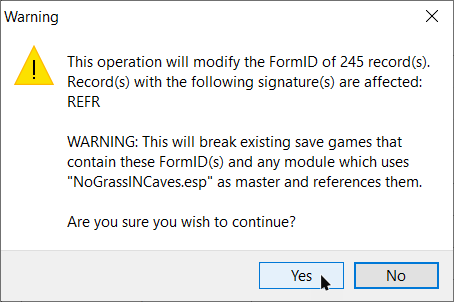 Warning
This operation will modify the FormID of 245 record(s).
Record(s) with the following signature(s) are affected:
REFR
WARNING: This will break existing save games that
contain these FormID(s) and any module which uses
"NoGrassINCaves.esp" as master and references them.
Are you sure you wish to continue?
Yes
No